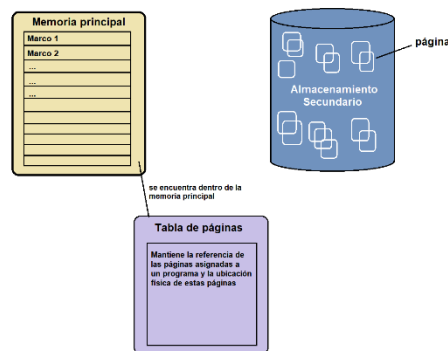 Memoria principal
Marco 1
Marco 2
...
...
...
página
Almacenamiento
Secundario
se encuentra dentro de la
memoria principal
Tabla de páginas
Mantiene la referencia de
las páginas asignadas a
un programa y la ubicación
física de estas páginas